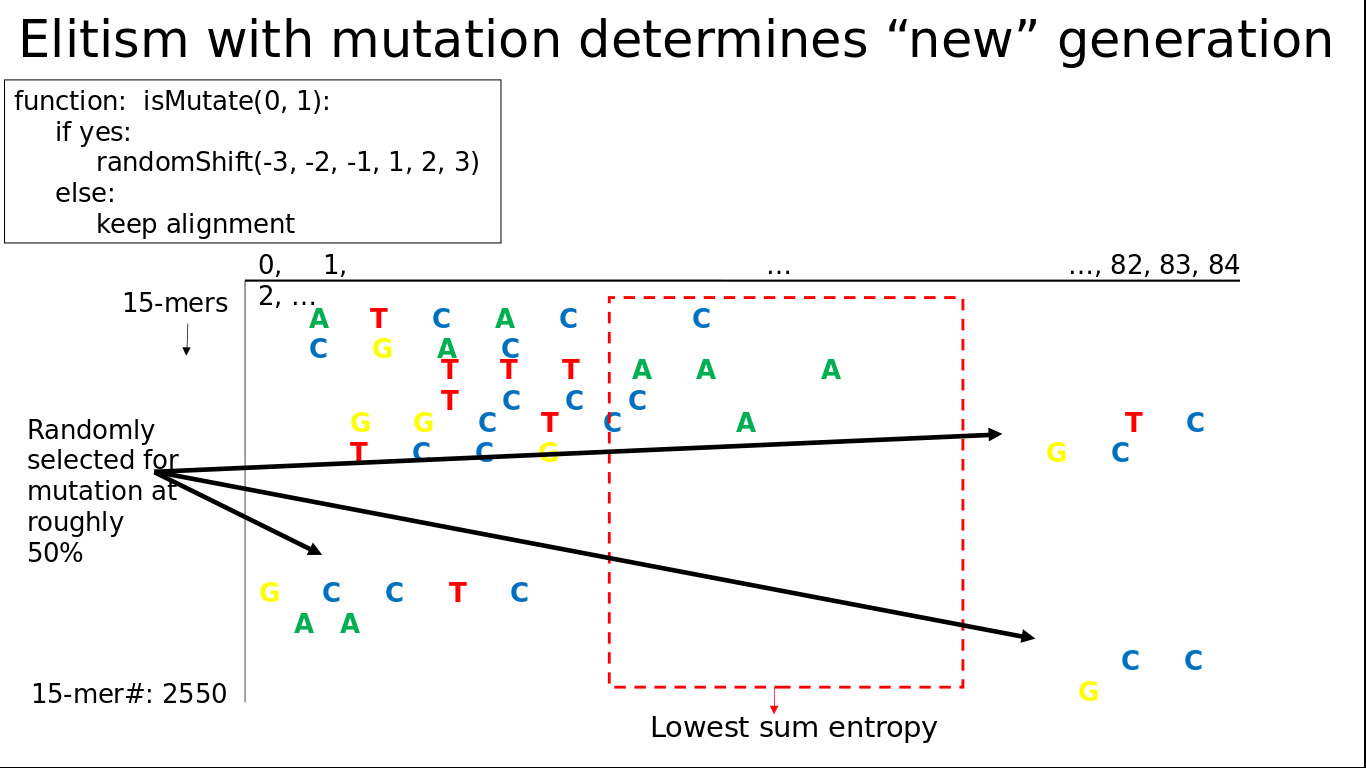 Elitism with mutation determines “new” generation
function:  isMutate(0, 1):
if yes:
randomShift(-3, -2, -1, 1, 2, 3)
else:
keep alignment
0, 1, … …, 82, 83, 84
2, …
15-mers
A T C A C C
C G A C
T T T A A A
T C C C
G G C T C A T C
T C C G G C
Randomly
selected for
mutation at
roughly
50%
G C C T C
A A
C C
G
15-mer#: 2550
Lowest sum entropy